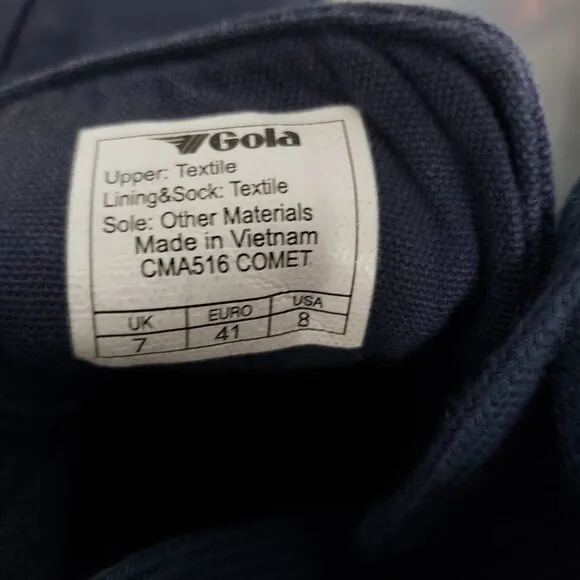 Gola
Upper: Textile
Lining&Sock: Textile
Sole: Other Materials
Made in Vietnam
CMA516 COMET
UK EURO USA
7 41 8